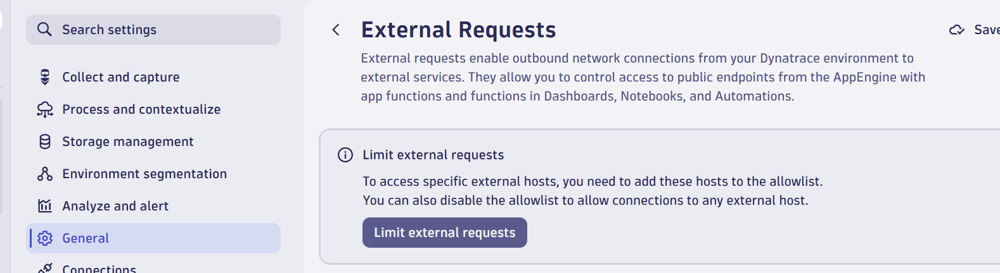 Search settings
Collect and capture
Process and contextualize
Storage management
Environment segmentation
Analyze and alert
General
Connections
External Requests
Save
External requests enable outbound network connections from your Dynatrace environment to
external services. They allow you to control access to public endpoints from the AppEngine with
app functions and functions in Dashboards, Notebooks, and Automations.
Limit external requests
To access specific external hosts, you need to add these hosts to the allowlist.
You can also disable the allowlist to allow connections to any external host.
Limit external requests